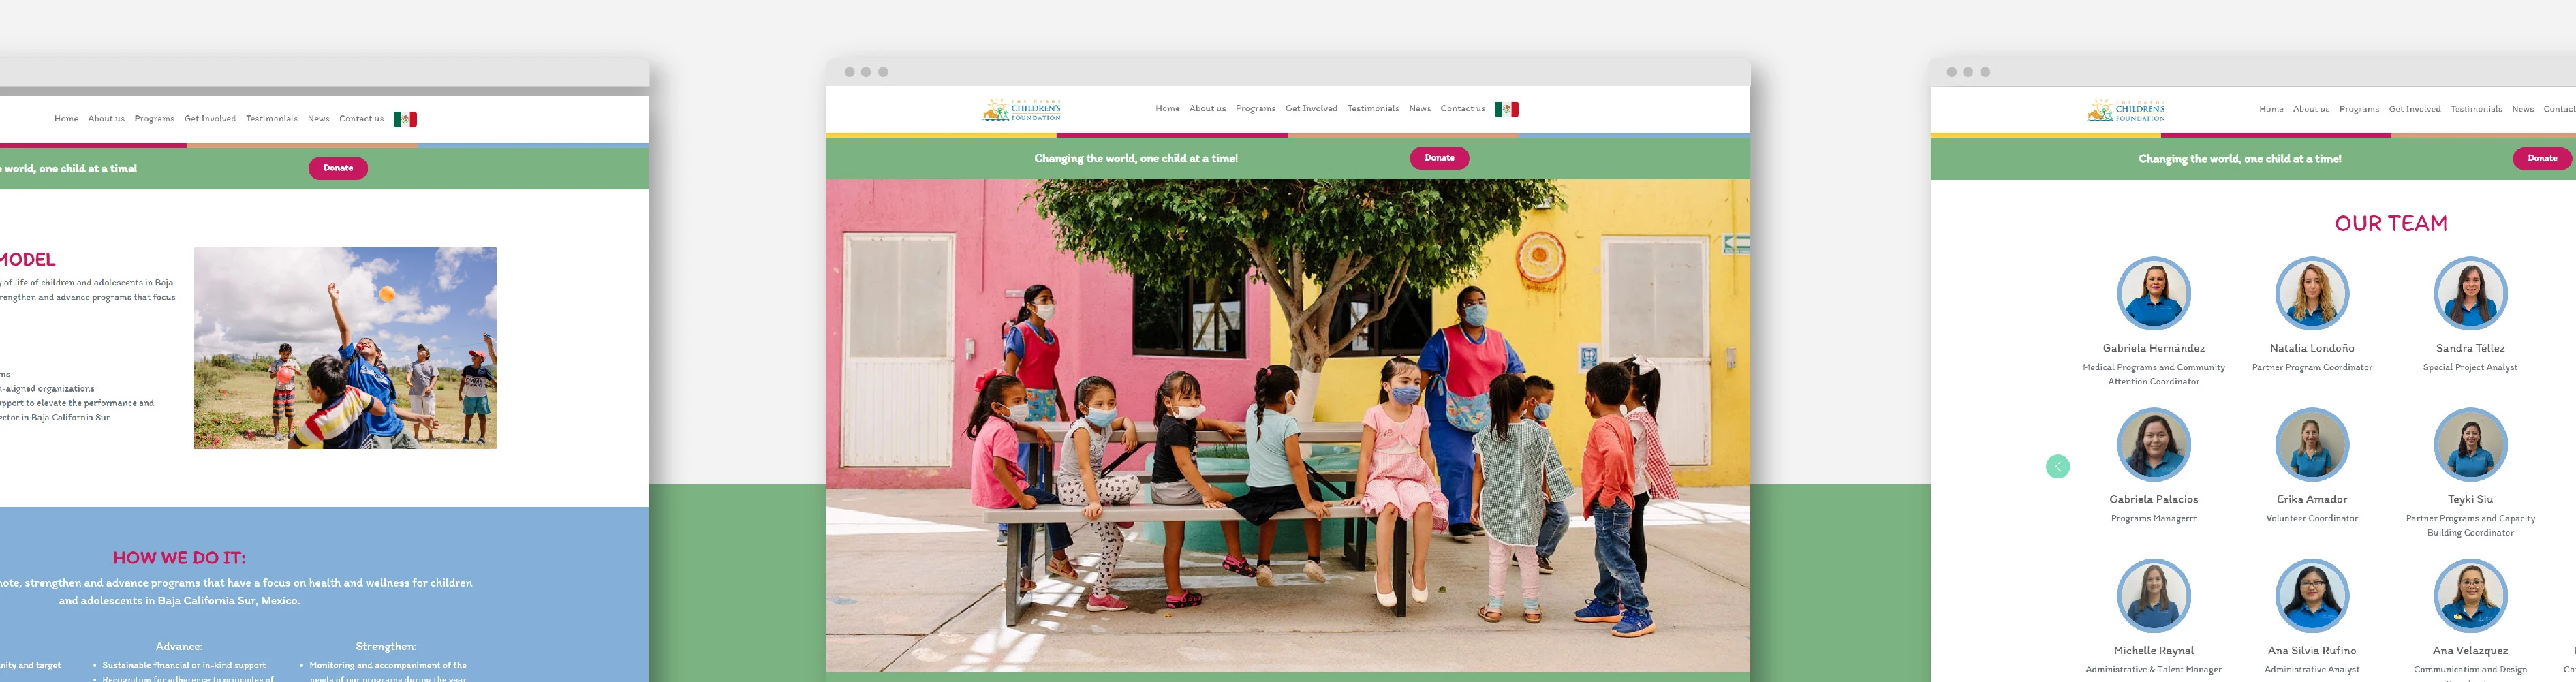 Home About us Programs Get Involved Testimonials News Contact us
world, one child at a time!
Donate
MODEL
of life of children and adolescents in Baja
rengthen and advance programs that focus
-aligned organizations
upport to elevate the performance and
ector in Baja California Sur
HOW WE DO IT:
note, strengthen and advance programs that have a focus on health and wellness for children
and adolescents in Baja California Sur, Mexico.
Advance:
Strengthen:
nity and target
• Sustainable financial or in-kind support
• Recognition for adherence to principles of
• Monitoring and accompaniment of the
needs of our programs during the year
CHILDREN'S
FOUNDATION
Home About us Programs Get Involved Testimonials News Contact us
Changing the world, one child at a time!
Donate
CHILDREN'S
FOUNDATION
Home About us Programs Get Involved Testimonials News Contact
Changing the world, one child at a time!
Donate
OUR TEAM
Gabriela Hernández
Medical Programs and Community
Attention Coordinator
Natalia Londoño
Partner Program Coordinator
Sandra Téllez
Special Project Analyst
Gabriela Palacios
Programs Managerrr
Erika Amador
Volunteer Coordinator
Teyki Siu
Partner Programs and Capacity
Building Coordinator
Michelle Raynal
Administrative & Talent Manager
Ana Silvia Rufino
Administrative Analyst
Ana Velazquez
Communication and Design